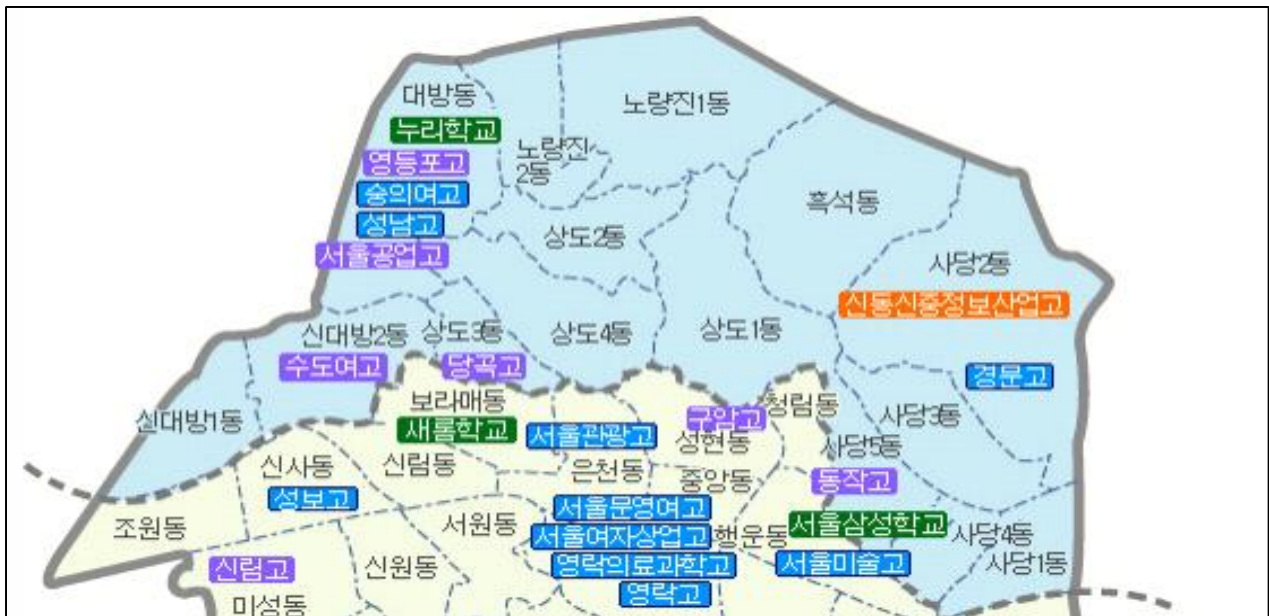 대방동
누리학교
노량진1동
노량진
2동
영등포고
숭의여고
성남고
흑석동
상도2동
서울공업고
사당2동
신동신중정보산업고
신대방2동
상도3동
상도4동
상도1동
수도여고
당곡고
경문고
보라매동
청림동
신대방1동
구암고
사당3동
새롬학교
서울관광고
성현동
사당5동
신사동
신림동
은천동
중앙동
동작고
성보고
서울문영여고
조원동
서원동
서울여자상업고
행운동
서울삼성학교
사당4동
신림고
신원동
영락의료과학고
서울미술고
사당1동
미성동
영락고